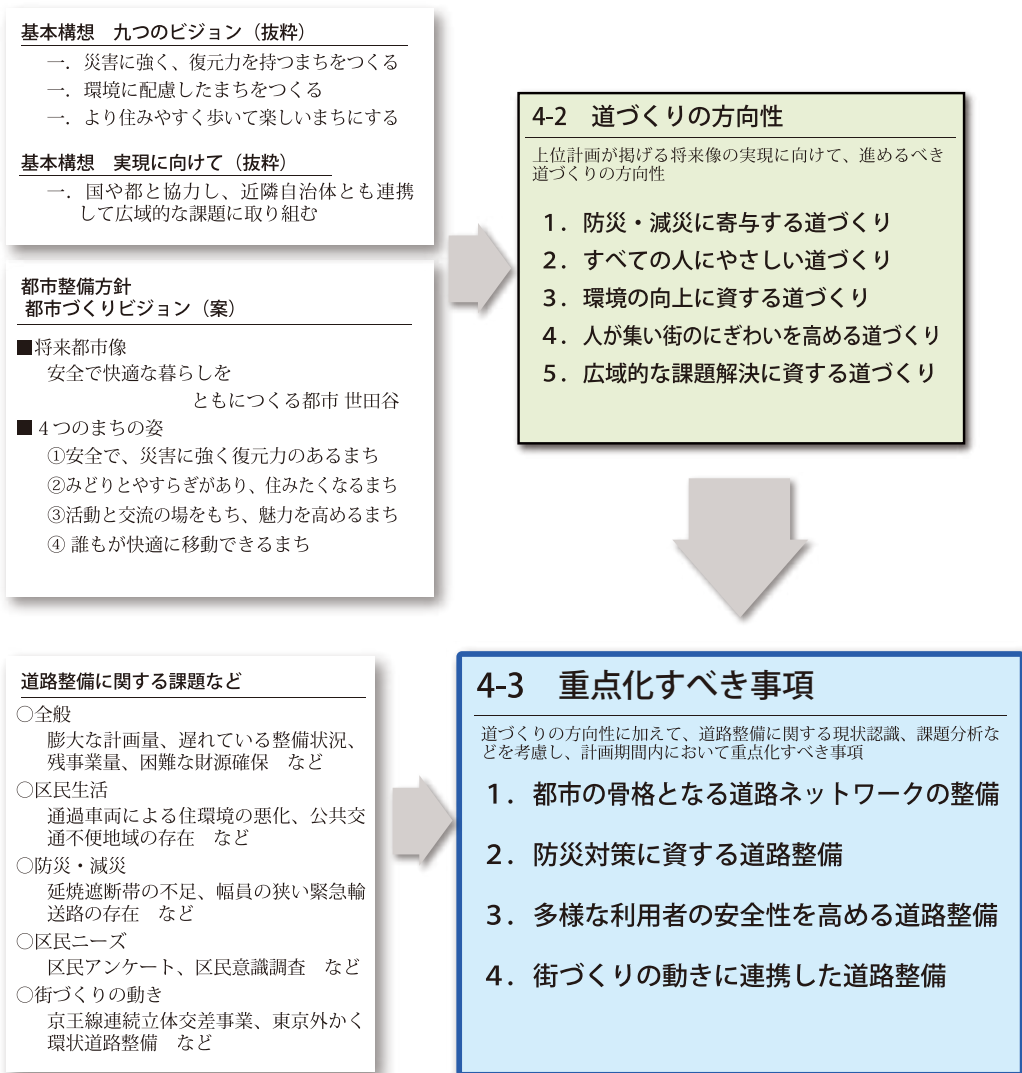 基本構想　九つのビジョン（抜粋）
一．災害に強く、復元力を持つまちをつくる
一．環境に配慮したまちをつくる
一．より住みやすく歩いて楽しいまちにする
基本構想　実現に向けて（抜粋）
一．国や都と協力し、近隣自治体とも連携
して広域的な課題に取り組む
都市整備方針
都市づくりビジョン（案）
■将来都市像
安全で快適な暮らしを
ともにつくる都市 世田谷
■４つのまちの姿
①安全で、災害に強く復元力のあるまち
②みどりとやすらぎがあり、住みたくなるまち
③活動と交流の場をもち、魅力を高めるまち
④ 誰もが快適に移動できるまち
4-2　道づくりの方向性
上位計画が掲げる将来像の実現に向けて、進めるべき
道づくりの方向性
１．防災・減災に寄与する道づくり
２．すべての人にやさしい道づくり
３．環境の向上に資する道づくり
４．人が集い街のにぎわいを高める道づくり
５．広域的な課題解決に資する道づくり
道路整備に関する課題など
○全般
膨大な計画量、遅れている整備状況、
残事業量、困難な財源確保　など
○区民生活
通過車両による住環境の悪化、公共交
通不便地域の存在　など
○防災・減災
延焼遮断帯の不足、幅員の狭い緊急輸
送路の存在　など
○区民ニーズ
区民アンケート、区民意識調査　など
○街づくりの動き
京王線連続立体交差事業、東京外かく
環状道路整備　など
4-3　重点化すべき事項
道づくりの方向性に加えて、道路整備に関する現状認識、課題分析な
どを考慮し、計画期間内において重点化すべき事項
１．都市の骨格となる道路ネットワークの整備
２．防災対策に資する道路整備
３．多様な利用者の安全性を高める道路整備
４．街づくりの動きに連携した道路整備